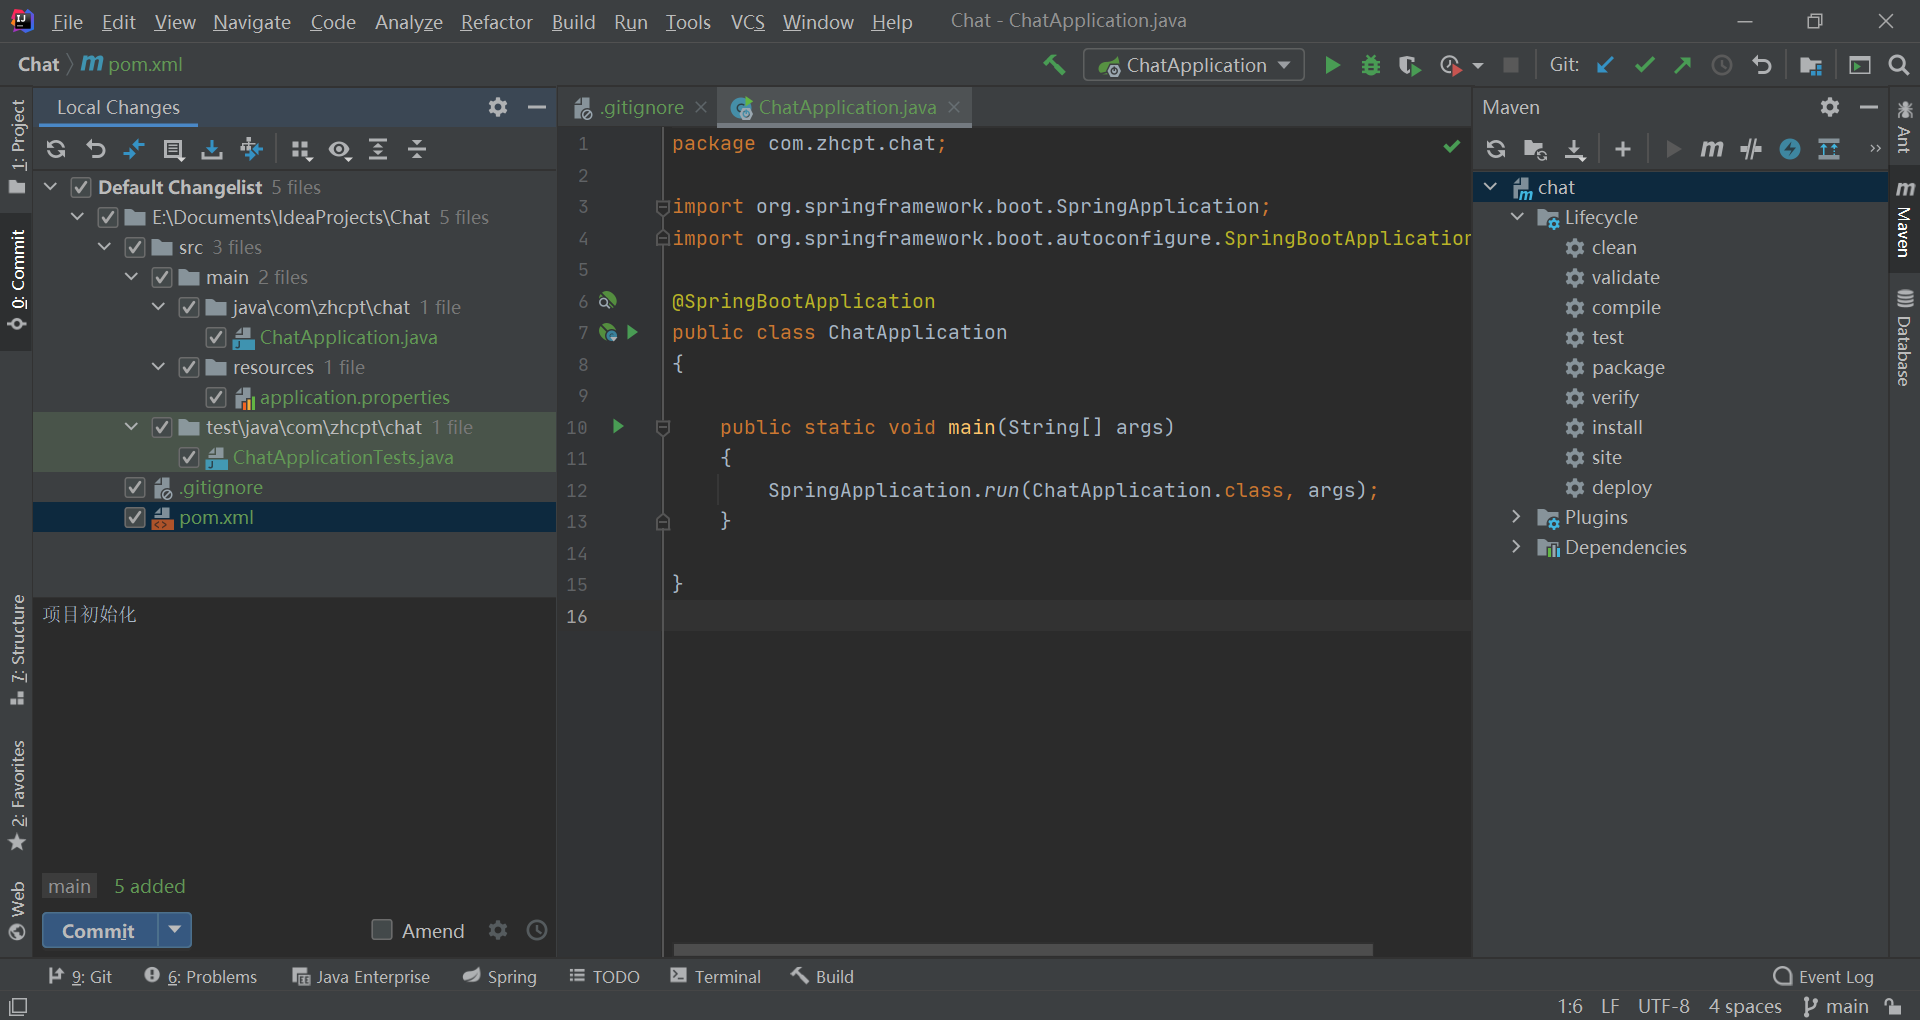 File Edit View Navigate Code Analyze Refactor Build Run Tools VCS Window Help Chat - ChatApplication.java
Chat pom.xml ChatApplication Git:
1: Project
0: Commit
7: Structure
2: Favorites
Web
Local Changes
Default Changelist 5 files
E:\Documents\IdeaProjects\Chat 5 files
src 3 files
main 2 files
java\com\zhcpt\chat 1 file
ChatApplication.java
resources 1 file
application.properties
test\java\com\zhcpt\chat 1 file
ChatApplicationTests.java
.gitignore
pom.xml
项目初始化
main 5 added
Commit Amend
.gitignore ChatApplication.java
1 package com.zhcpt.chat;
2
3 import org.springframework.boot.SpringApplication;
4 import org.springframework.boot.autoconfigure.SpringBootApplication
5
6 @SpringBootApplication
7 public class ChatApplication
8 {
9
10 public static void main(String[] args)
11 {
12 SpringApplication.run(ChatApplication.class, args);
13 }
14
15 }
16
Maven
chat
Lifecycle
clean
validate
compile
test
package
verify
install
site
deploy
Plugins
Dependencies
Ant
Maven
Database
9: Git 6: Problems Java Enterprise Spring TODO Terminal Build Event Log
1:6 LF UTF-8 4 spaces main